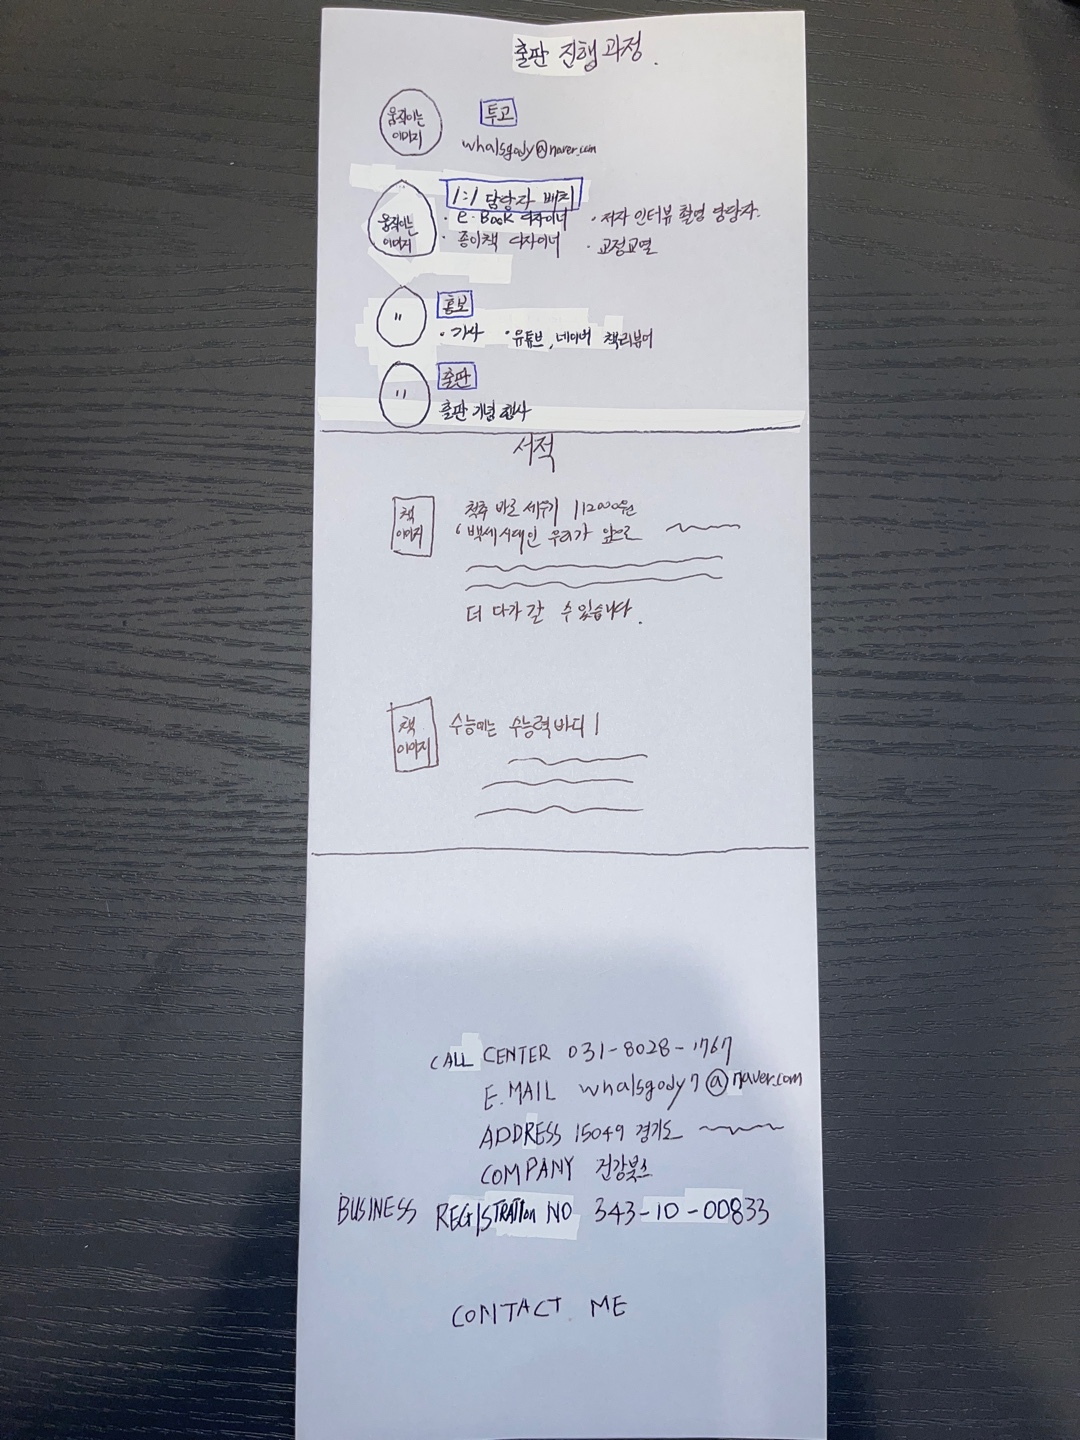 출판 진행과정.
움직이는
이미지
투고
whalsgody@naver.com
움직이는
이미지
1:1 담당자 배치
· e-Book 디자이너 · 저자 인터뷰 촬영 담당자.
· 종이책 디자이너 · 교정교열
"
홍보
· 기사 · 유튜브, 네이버 책리뷰어
"
출판
출판 기념 행사
서적
책
이미지
척추 바로 세우기 | 12000원
' 백세시대인 우리가 앞으로
더 다가갈 수 있습니다.
책
이미지
수능에는 수능력바디 |
CALL CENTER 031-8028-1767
E.MAIL whalsgody7@naver.com
ADDRESS 15049 경기도
COMPANY 건강북스
BUSINESS REGISTRATION NO 343-10-00833
CONTACT ME